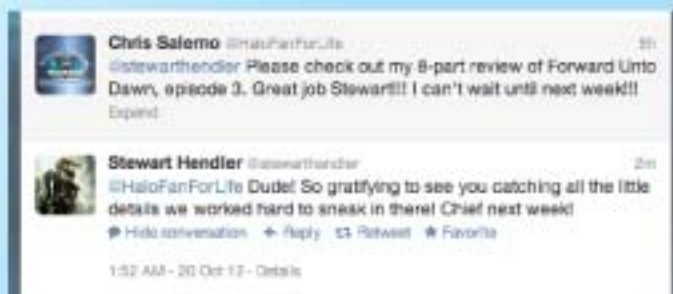 Chris Salemo @HaloFanForLife 5h
@stewarthendler Please check out my 8-part review of Forward Unto
Dawn, episode 3. Great job Stewart!!! I can't wait until next week!!!
Expand
Stewart Hendler @stewarthendler 2m
@HaloFanForLife Dude! So gratifying to see you catching all the little
details we worked hard to sneak in there! Chief next week!
Hide conversation Reply Retweet Favorite
1:52 AM - 20 Oct 12 - Details